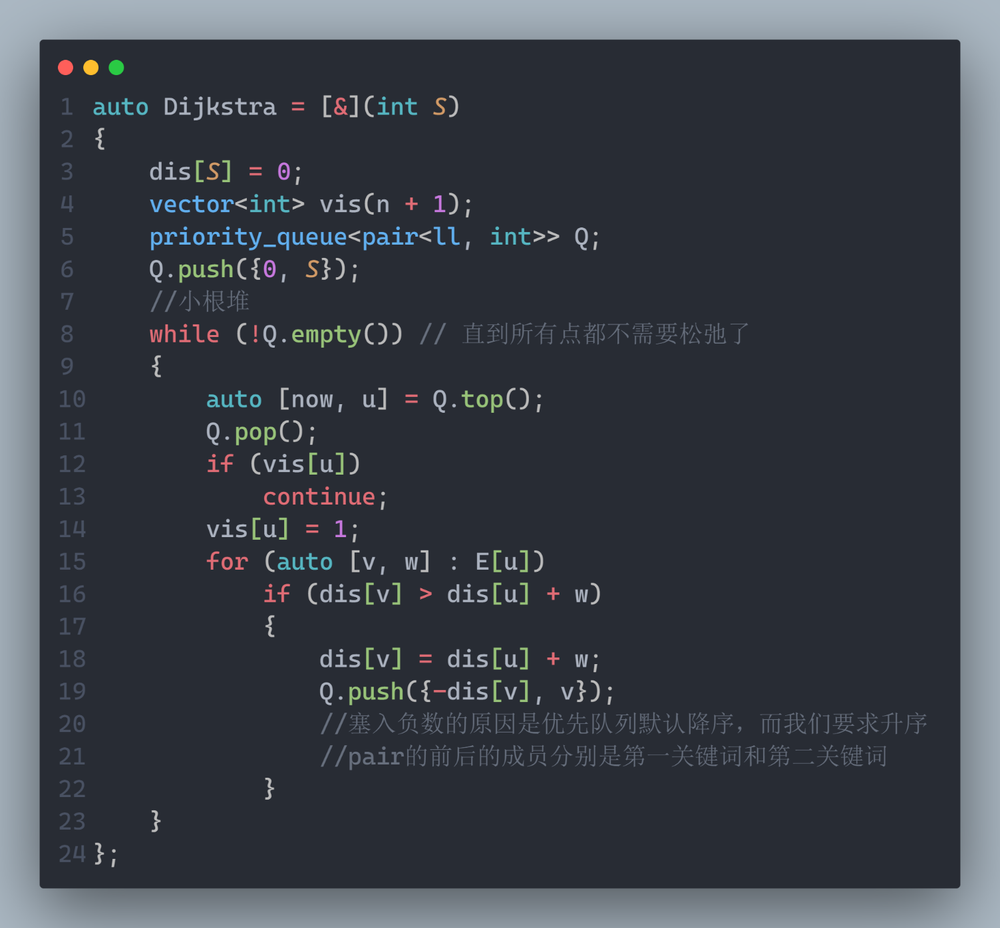 1 auto Dijkstra = [&](int S)
2 {
3     dis[S] = 0;
4     vector<int> vis(n + 1);
5     priority_queue<pair<ll, int>> Q;
6     Q.push({0, S});
7     //小根堆
8     while (!Q.empty()) // 直到所有点都不需要松弛了
9     {
10         auto [now, u] = Q.top();
11         Q.pop();
12         if (vis[u])
13             continue;
14         vis[u] = 1;
15         for (auto [v, w] : E[u])
16             if (dis[v] > dis[u] + w)
17             {
18                 dis[v] = dis[u] + w;
19                 Q.push({-dis[v], v});
20                 //塞入负数的原因是优先队列默认降序，而我们要求升序
21                 //pair的前后的成员分别是第一关键词和第二关键词
22             }
23     }
24 };